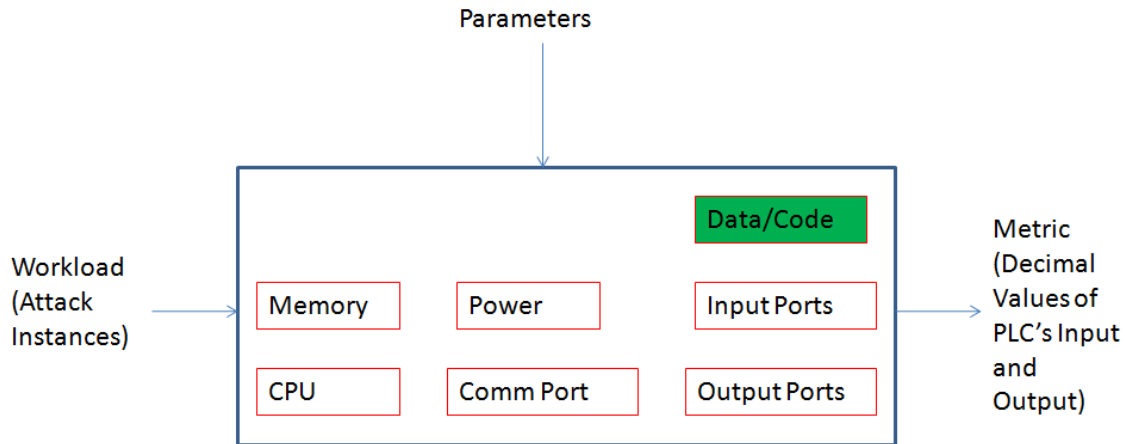 Parameters
Data/Code
Workload
(Attack
Instances)
Memory
Power
Input Ports
CPU
Comm Port
Output Ports
Metric
(Decimal
Values of
PLC’s Input
and
Output)